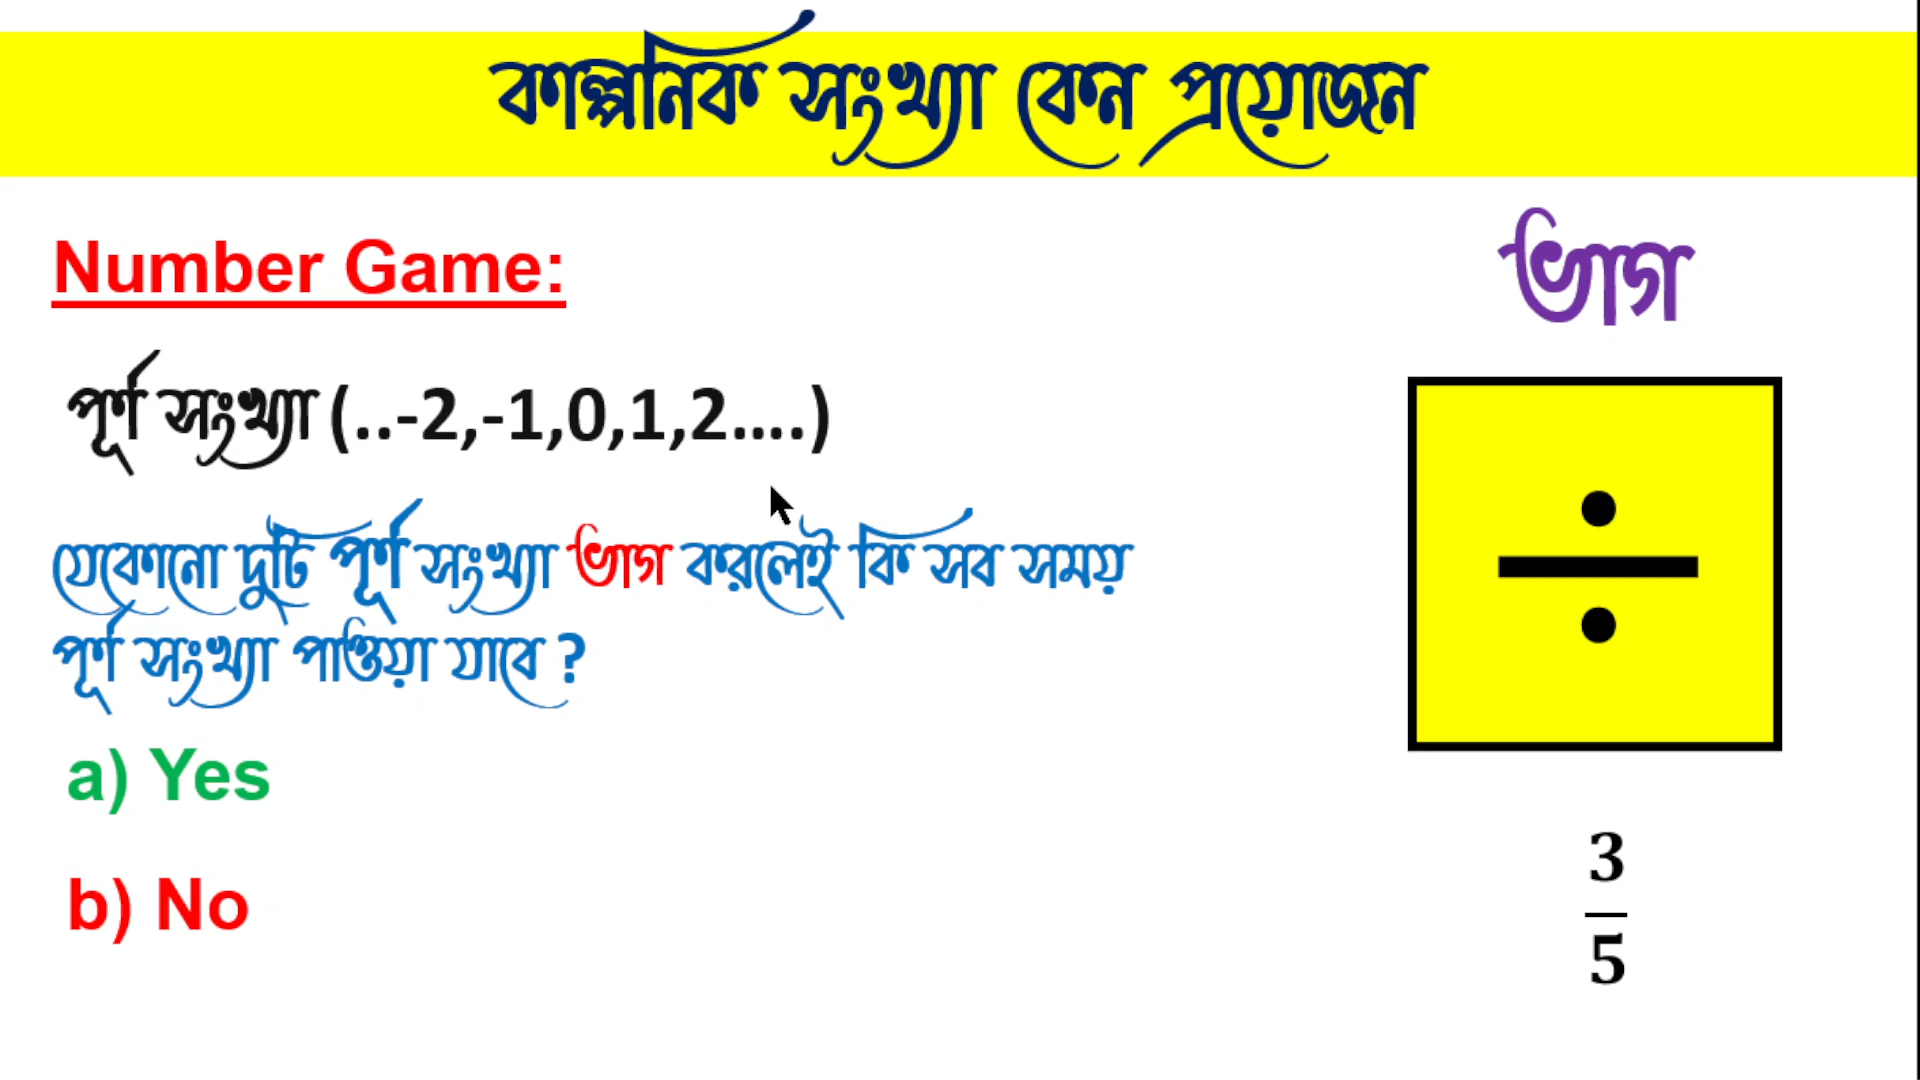 কাল্পনিক সংখ্যা কেন প্রয়োজন
Number Game:
ভাগ
পূর্ণ সংখ্যা (..-2,-1,0,1,2....)
যেকোনো দুটি পূর্ণ সংখ্যা ভাগ করলেই কি সব সময়
পূর্ণ সংখ্যা পাওয়া যাবে ?
÷
a) Yes
b) No
3
5